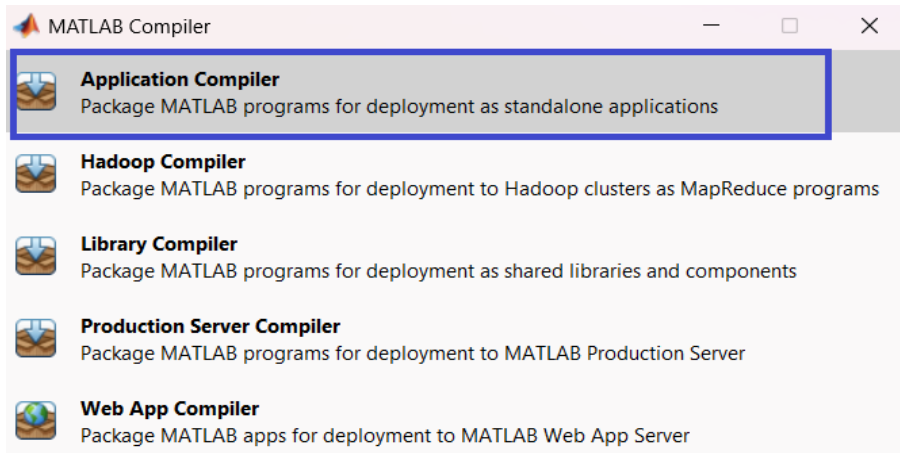 MATLAB Compiler
Application Compiler
Package MATLAB programs for deployment as standalone applications
Hadoop Compiler
Package MATLAB programs for deployment to Hadoop clusters as MapReduce programs
Library Compiler
Package MATLAB programs for deployment as shared libraries and components
Production Server Compiler
Package MATLAB programs for deployment to MATLAB Production Server
Web App Compiler
Package MATLAB apps for deployment to MATLAB Web App Server